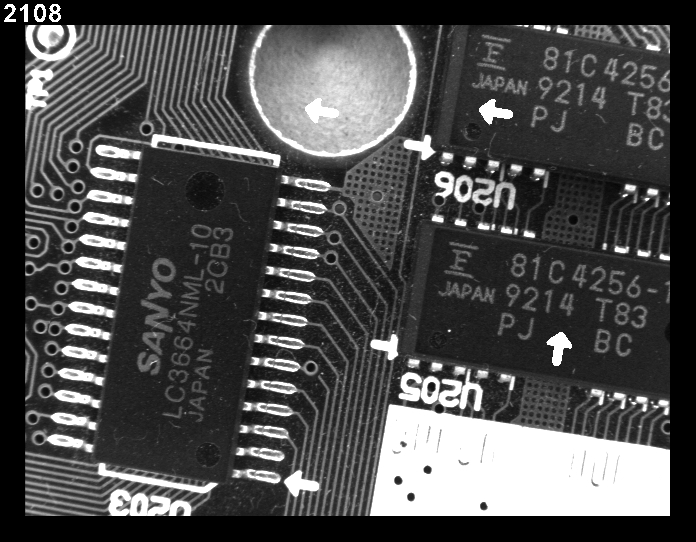 2108
81C4256
JAPAN 9214 T83
PJ BC
U206
81C4256-1
JAPAN 9214 T83
PJ BC
U205
SANYO
LC3664NML-10
JAPAN 2CB3
U203